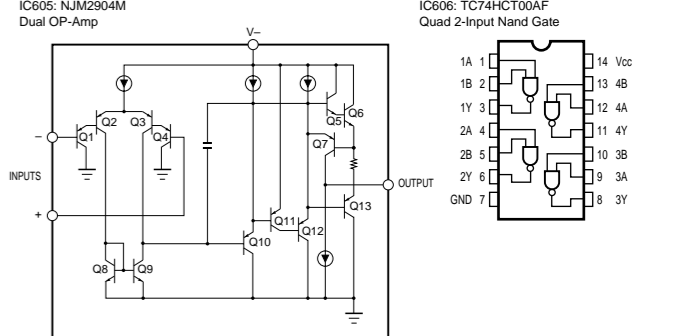 IC605: NJM2904M
Dual OP-Amp
V–
Q5
Q6
Q1
Q2
Q3
Q4
Q7
–
INPUTS
+
OUTPUT
Q13
Q11
Q12
Q10
Q8
Q9
IC606: TC74HCT00AF
Quad 2-Input Nand Gate
1A 1 14 Vcc
1B 2 13 4B
1Y 3 12 4A
2A 4 11 4Y
2B 5 10 3B
2Y 6 9 3A
GND 7 8 3Y